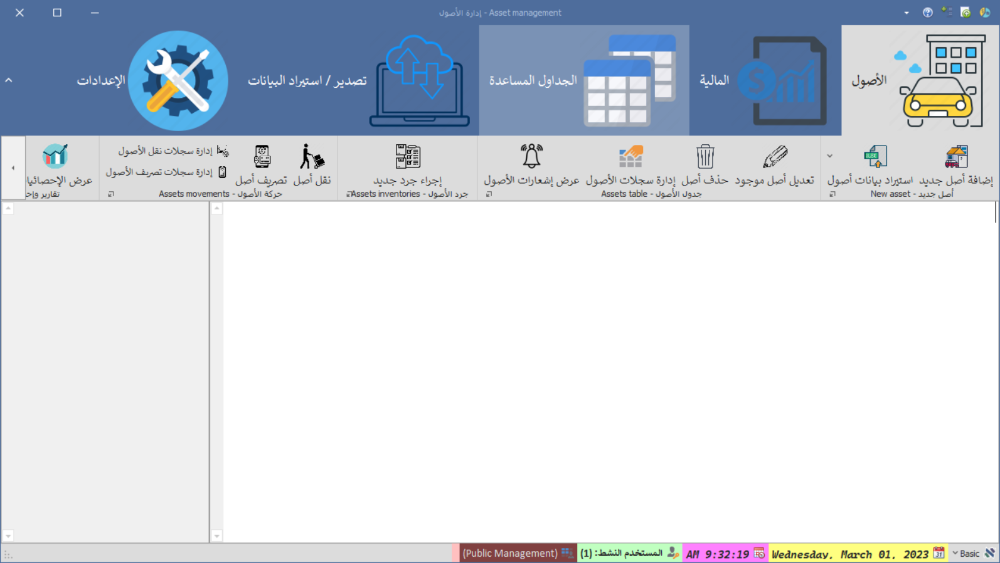 إدارة الأصول - Asset management
الأصول
المالية
الجداول المساعدة
تصدير / استيراد البيانات
الإعدادات
إضافة أصل جديد
استيراد بيانات أصول
أصل جديد - New asset
تعديل أصل موجود
حذف أصل
إدارة سجلات الأصول
عرض إشعارات الأصول
جدول الأصول - Assets table
إجراء جرد جديد
جرد الأصول - Assets inventories
نقل أصل
تصريف أصل
إدارة سجلات نقل الأصول
إدارة سجلات تصريف الأصول
حركة الأصول - Assets movements
عرض الإحصائيا
تقارير وإح
Basic
Wednesday, March 01, 2023
AM 9:32:19
المستخدم النشط: (1)
(Public Management)